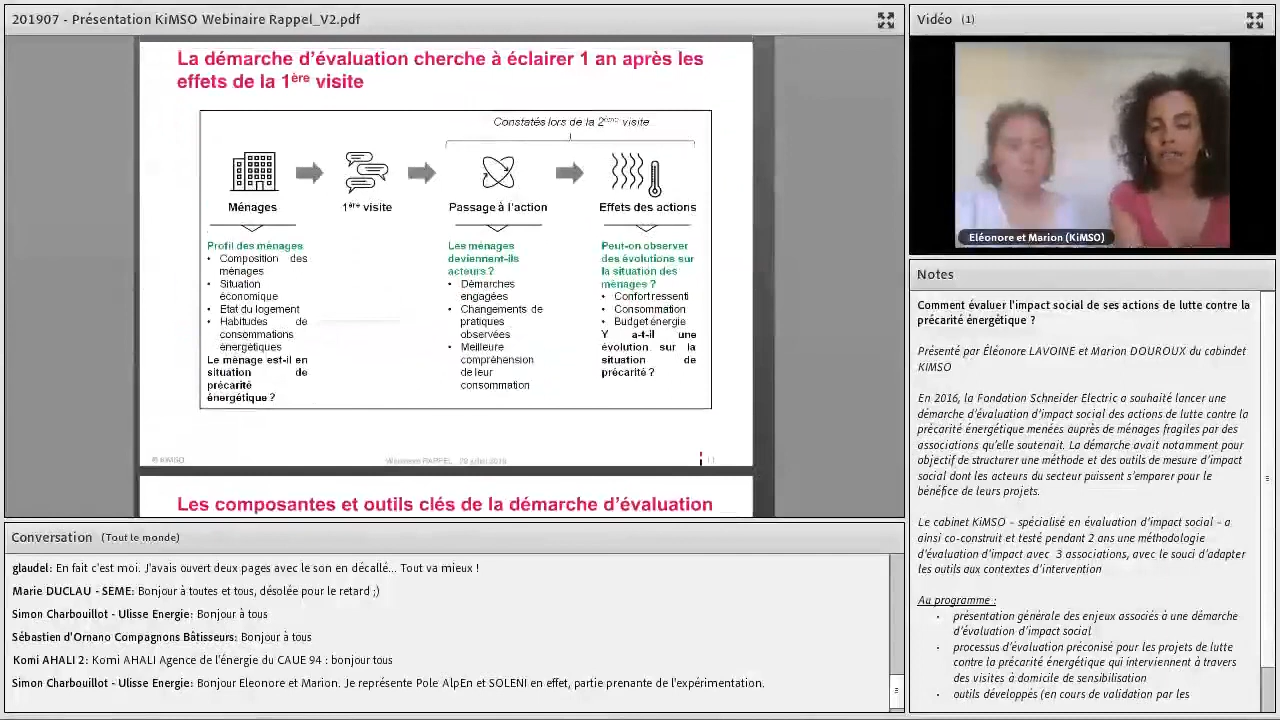 201907 - Présentation KiMSO Webinaire Rappel_V2.pdf
La démarche d'évaluation cherche à éclairer 1 an après les
effets de la 1ère visite
Constatés lors de la 2ème visite
Ménages
1ère visite
Passage à l'action
Effets des actions
Profil des ménages
• Composition des
ménages
• Situation
économique
• Etat du logement
• Habitudes de
consommations
énergétiques
Le ménage est-il en
situation de
précarité
énergétique ?
Les ménages
deviennent-ils
acteurs ?
• Démarches
engagées
• Changements de
pratiques
observées
• Meilleure
compréhension
de leur
consommation
Peut-on observer
des évolutions sur
la situation des
ménages ?
• Confort ressenti
• Consommation
• Budget énergie
Y a-t-il une
évolution sur la
situation de
précarité ?
© KiMSO
Webinaire RAPPEL
11
Les composantes et outils clés de la démarche d'évaluation
Vidéo (1)
Eléonore et Marion (KiMSO)
Notes
Comment évaluer l'impact social de ses actions de lutte contre la
précarité énergétique ?
Présenté par Éléonore LAVOINE et Marion DOUROUX du cabindet
KIMSO
En 2016, la Fondation Schneider Electric a souhaité lancer une
démarche d'évaluation d'impact social des actions de lutte contre la
précarité énergétique menées auprès de ménages fragiles par des
associations qu'elle soutenait. La démarche avait notamment pour
objectif de structurer une méthode et des outils de mesure d'impact
social dont les acteurs du secteur puissent s'emparer pour le
bénéfice de leurs projets.
Le cabinet KiMSO – spécialisé en évaluation d'impact social – a
ainsi co-construit et testé pendant 2 ans une méthodologie
d'évaluation d'impact avec 3 associations, avec le souci d'adapter
les outils aux contextes d'intervention
Au programme :
- présentation générale des enjeux associés à une démarche
d'évaluation d'impact social
- processus d'évaluation préconisé pour les projets de lutte
contre la précarité énergétique qui interviennent à travers
des visites à domicile de sensibilisation
- outils développés (en cours de validation par les
Conversation (Tout le monde)
glaudel: En fait c'est moi. J'avais ouvert deux pages avec le son en décallé... Tout va mieux !
Marie DUCLAU - SEME: Bonjour à toutes et tous, désolée pour le retard ;)
Simon Charbouillot - Ulisse Energie: Bonjour à tous
Sébastien d'Ornano Compagnons Bâtisseurs: Bonjour à tous
Komi AHALI 2: Komi AHALI Agence de l'énergie du CAUE 94 : bonjour tous
Simon Charbouillot - Ulisse Energie: Bonjour Eleonore et Marion. Je représente Pole AlpEn et SOLENI en effet, partie prenante de l'expérimentation.